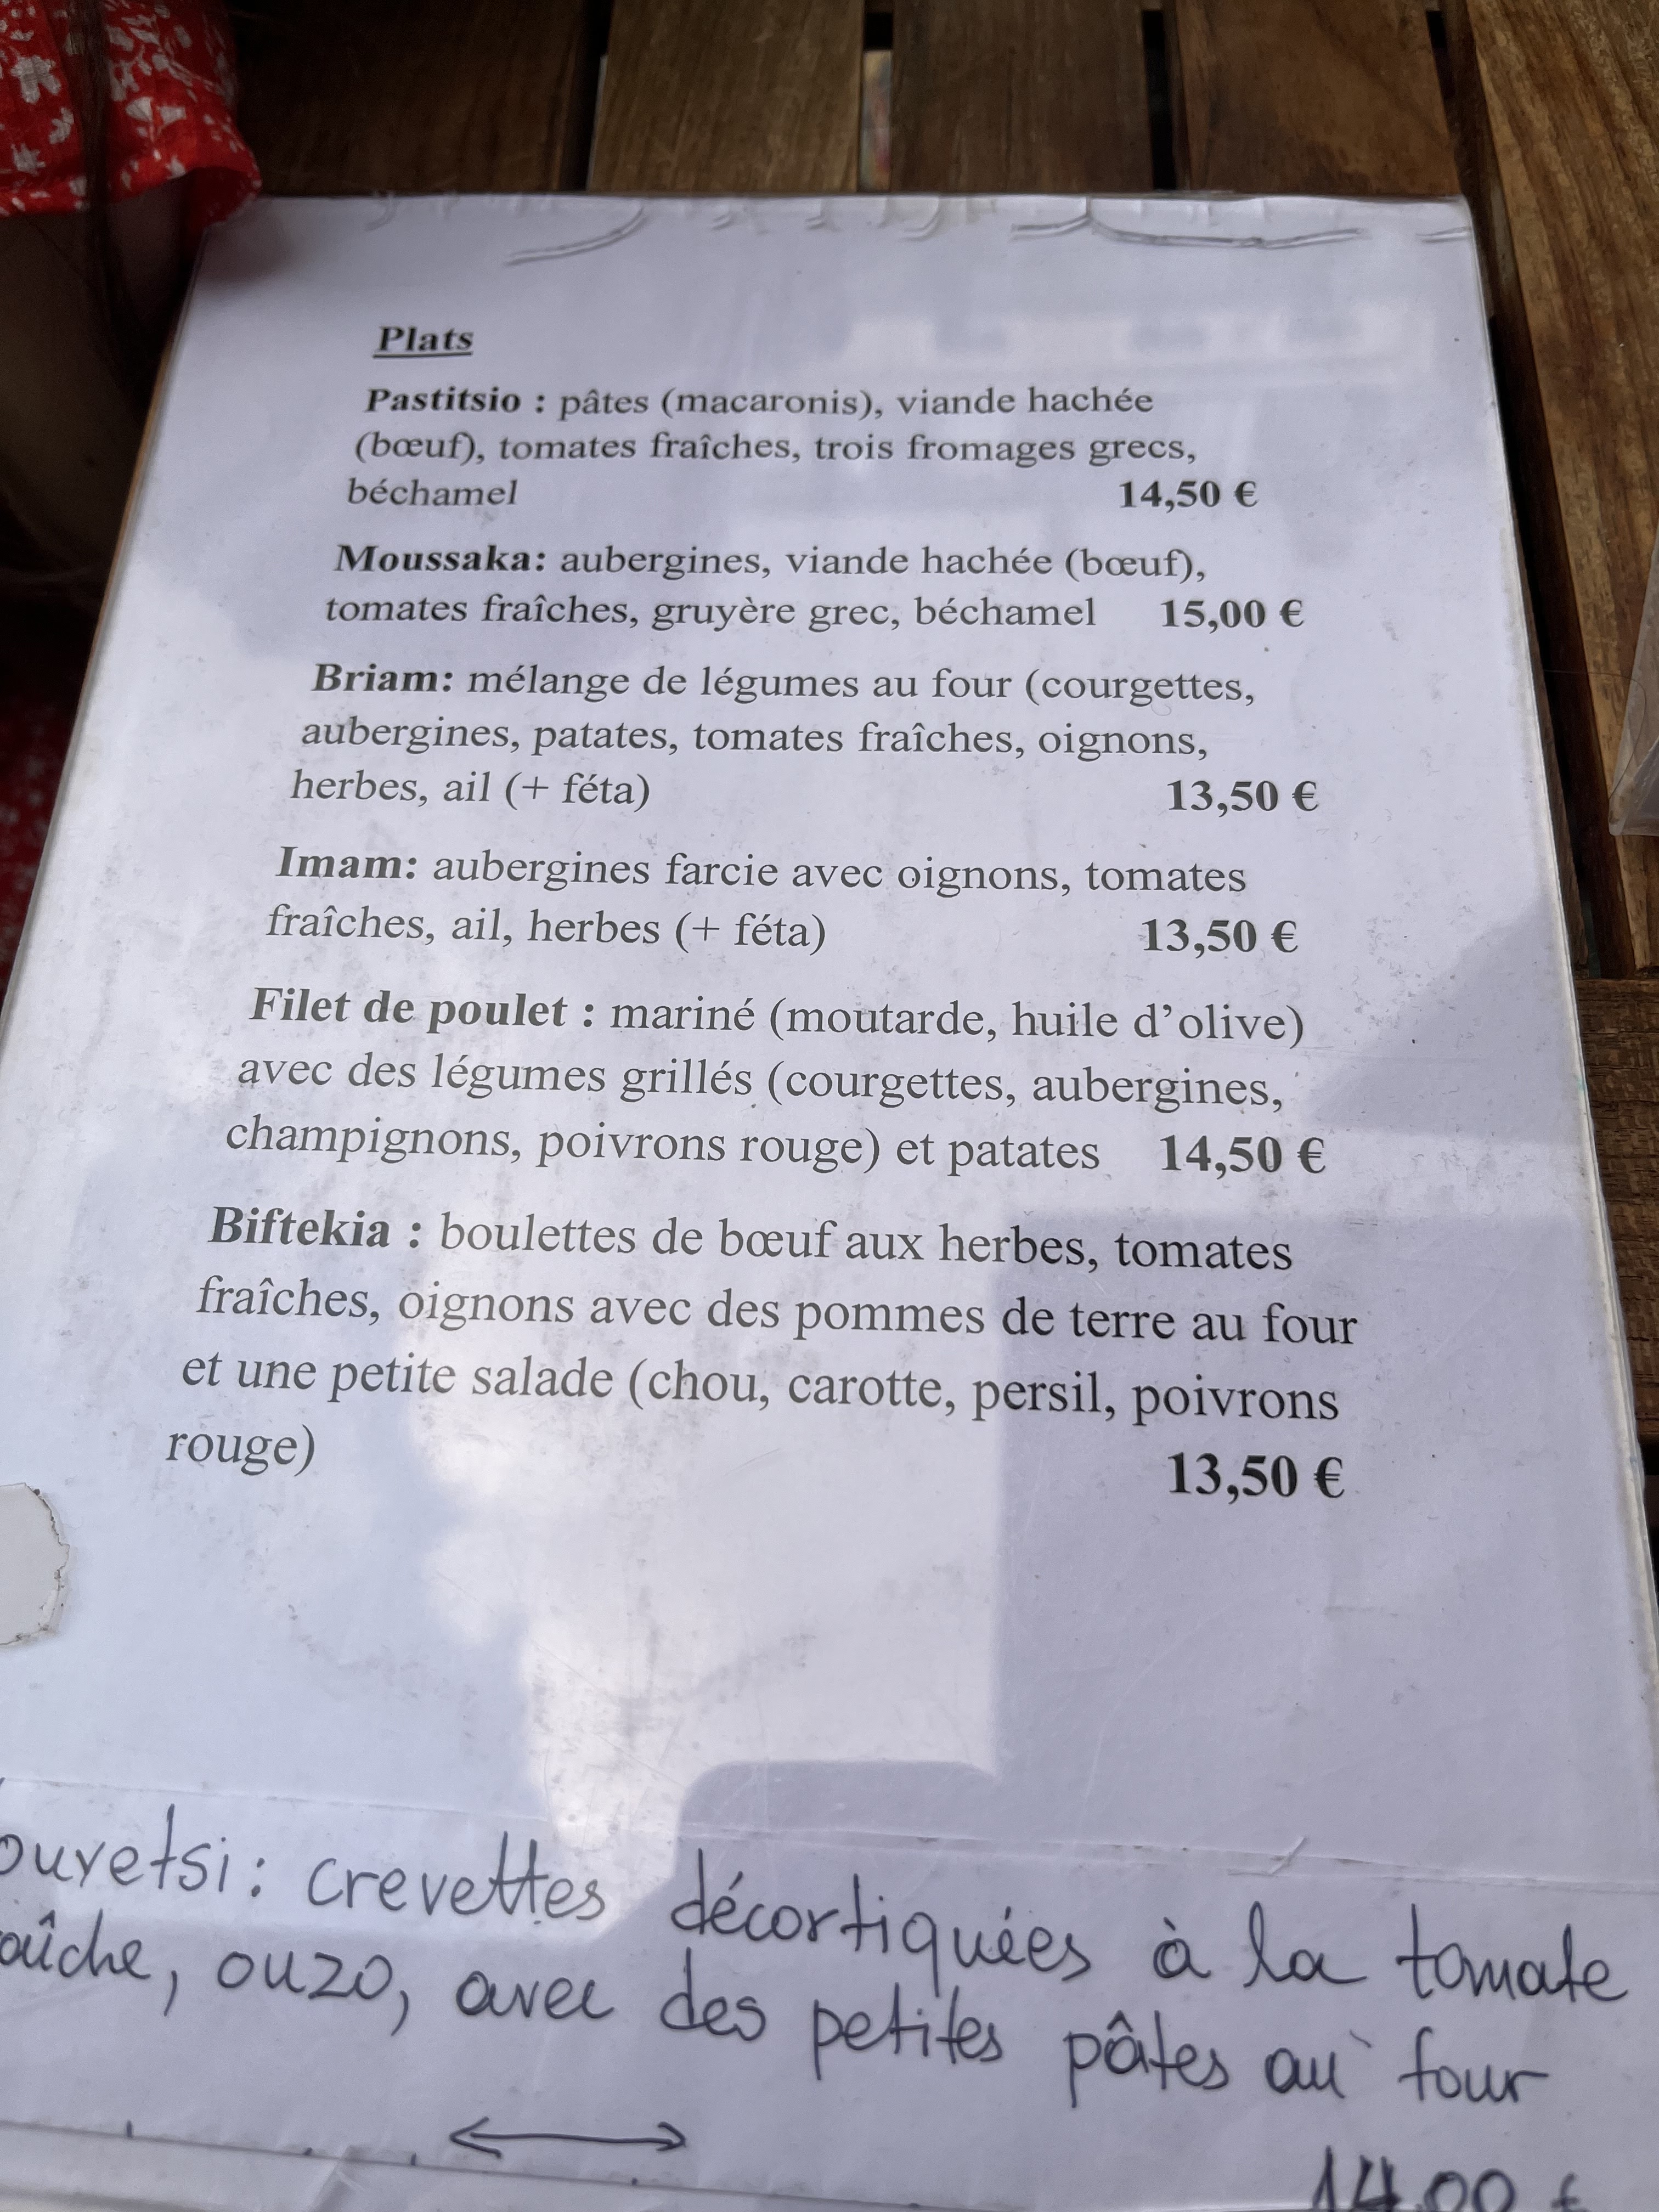 Plats
Pastitsio : pâtes (macaronis), viande hachée
(bœuf), tomates fraîches, trois fromages grecs,
béchamel 14,50 €
Moussaka: aubergines, viande hachée (bœuf),
tomates fraîches, gruyère grec, béchamel 15,00 €
Briam: mélange de légumes au four (courgettes,
aubergines, patates, tomates fraîches, oignons,
herbes, ail (+ féta) 13,50 €
Imam: aubergines farcie avec oignons, tomates
fraîches, ail, herbes (+ féta) 13,50 €
Filet de poulet : mariné (moutarde, huile d’olive)
avec des légumes grillés (courgettes, aubergines,
champignons, poivrons rouge) et patates 14,50 €
Biftekia : boulettes de bœuf aux herbes, tomates
fraîches, oignons avec des pommes de terre au four
et une petite salade (chou, carotte, persil, poivrons
rouge) 13,50 €
crevettes décortiquées à la tomate
ouzo, avec des petites pâtes au four
14,00 €